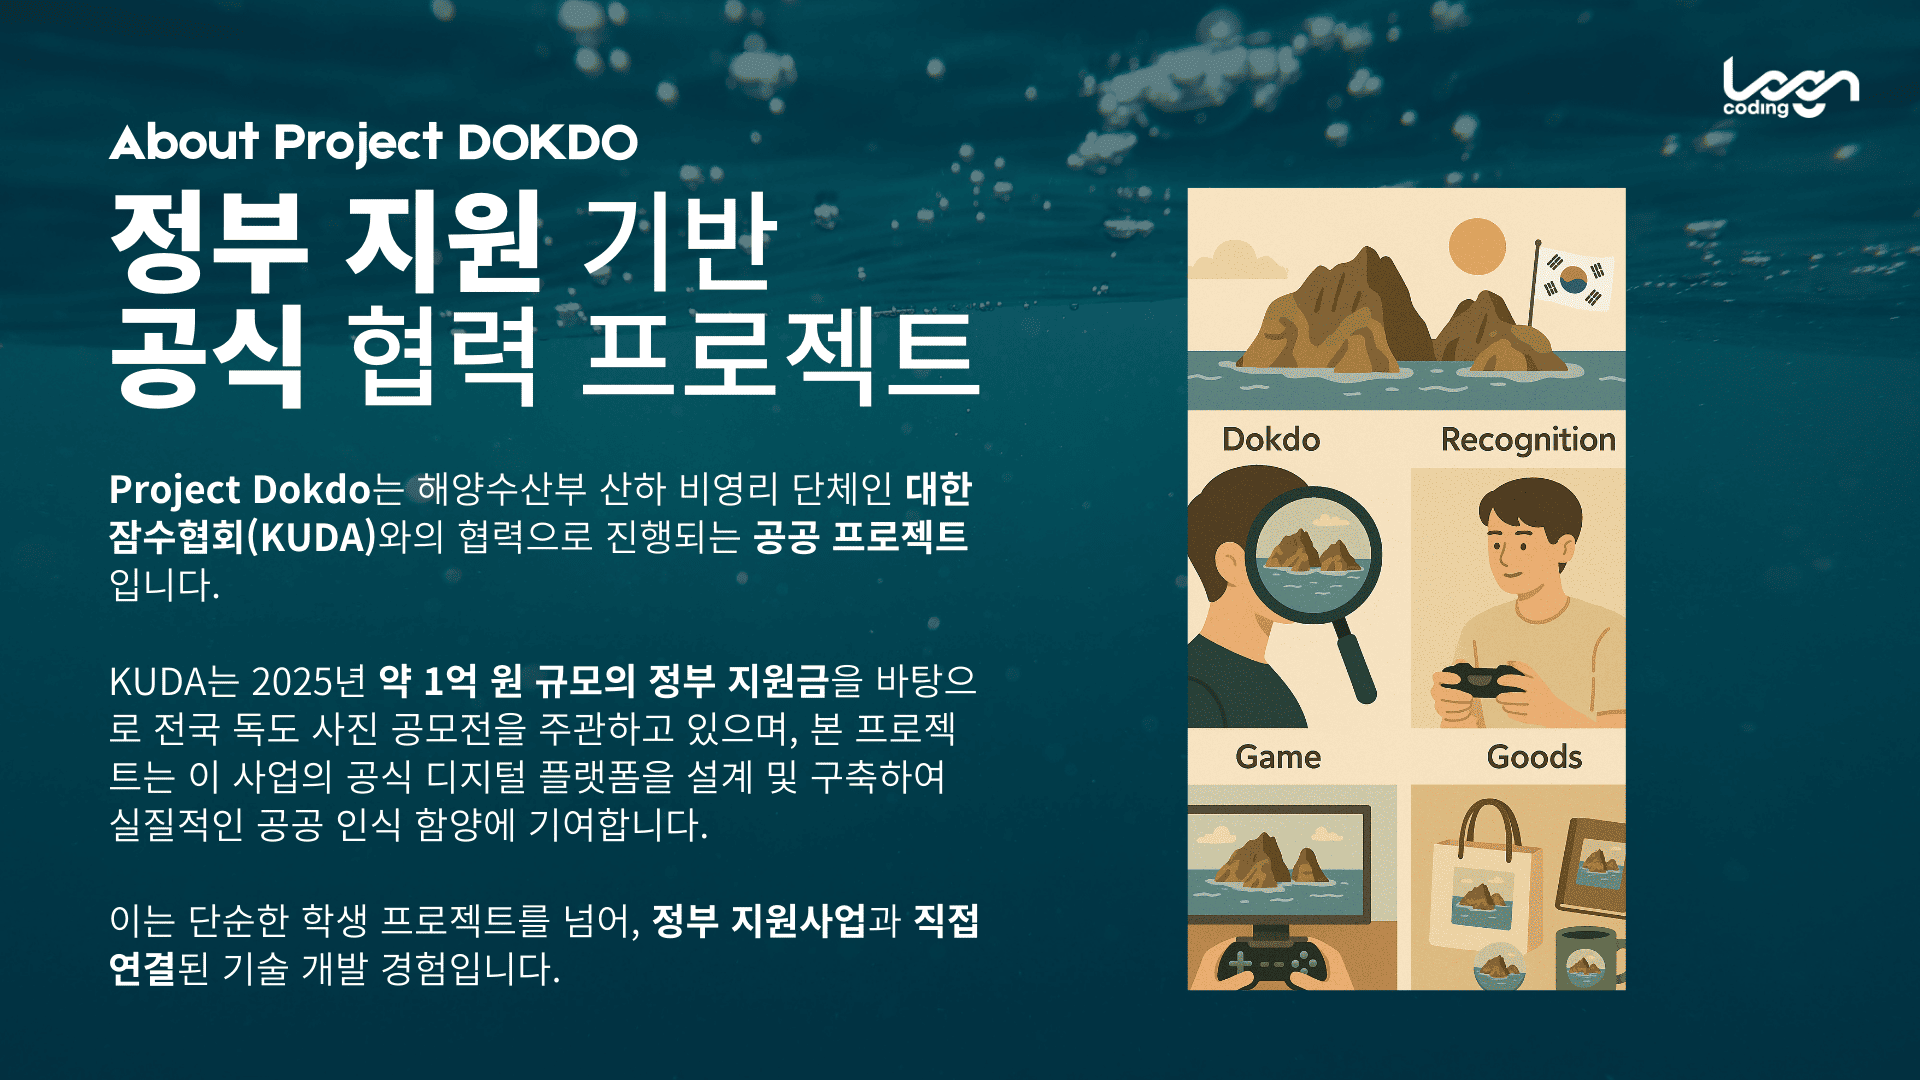 Logn
coding
About Project DOKDO
정부 지원 기반
공식 협력 프로젝트
Project Dokdo는 해양수산부 산하 비영리 단체인 대한
잠수협회(KUDA)와의 협력으로 진행되는 공공 프로젝트
입니다.
KUDA는 2025년 약 1억 원 규모의 정부 지원금을 바탕으
로 전국 독도 사진 공모전을 주관하고 있으며, 본 프로젝
트는 이 사업의 공식 디지털 플랫폼을 설계 및 구축하여
실질적인 공공 인식 함양에 기여합니다.
이는 단순한 학생 프로젝트를 넘어, 정부 지원사업과 직접
연결된 기술 개발 경험입니다.
Dokdo
Recognition
Game
Goods